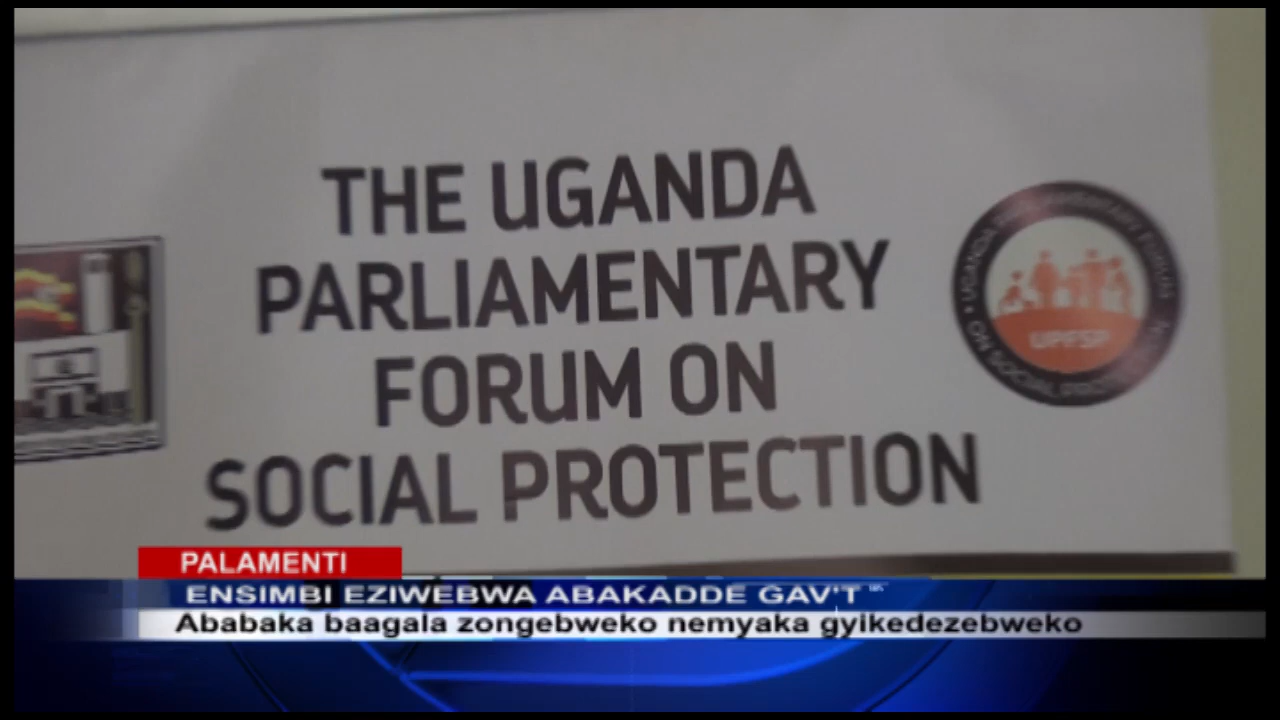 THE UGANDA
PARLIAMENTARY
FORUM ON
SOCIAL PROTECTION
UPFSP
PALAMENTI
ENSIMBI EZIWEBWA ABAKADDE GAV'T
Ababaka baagala zongebweko nemyaka gyikedezebweko